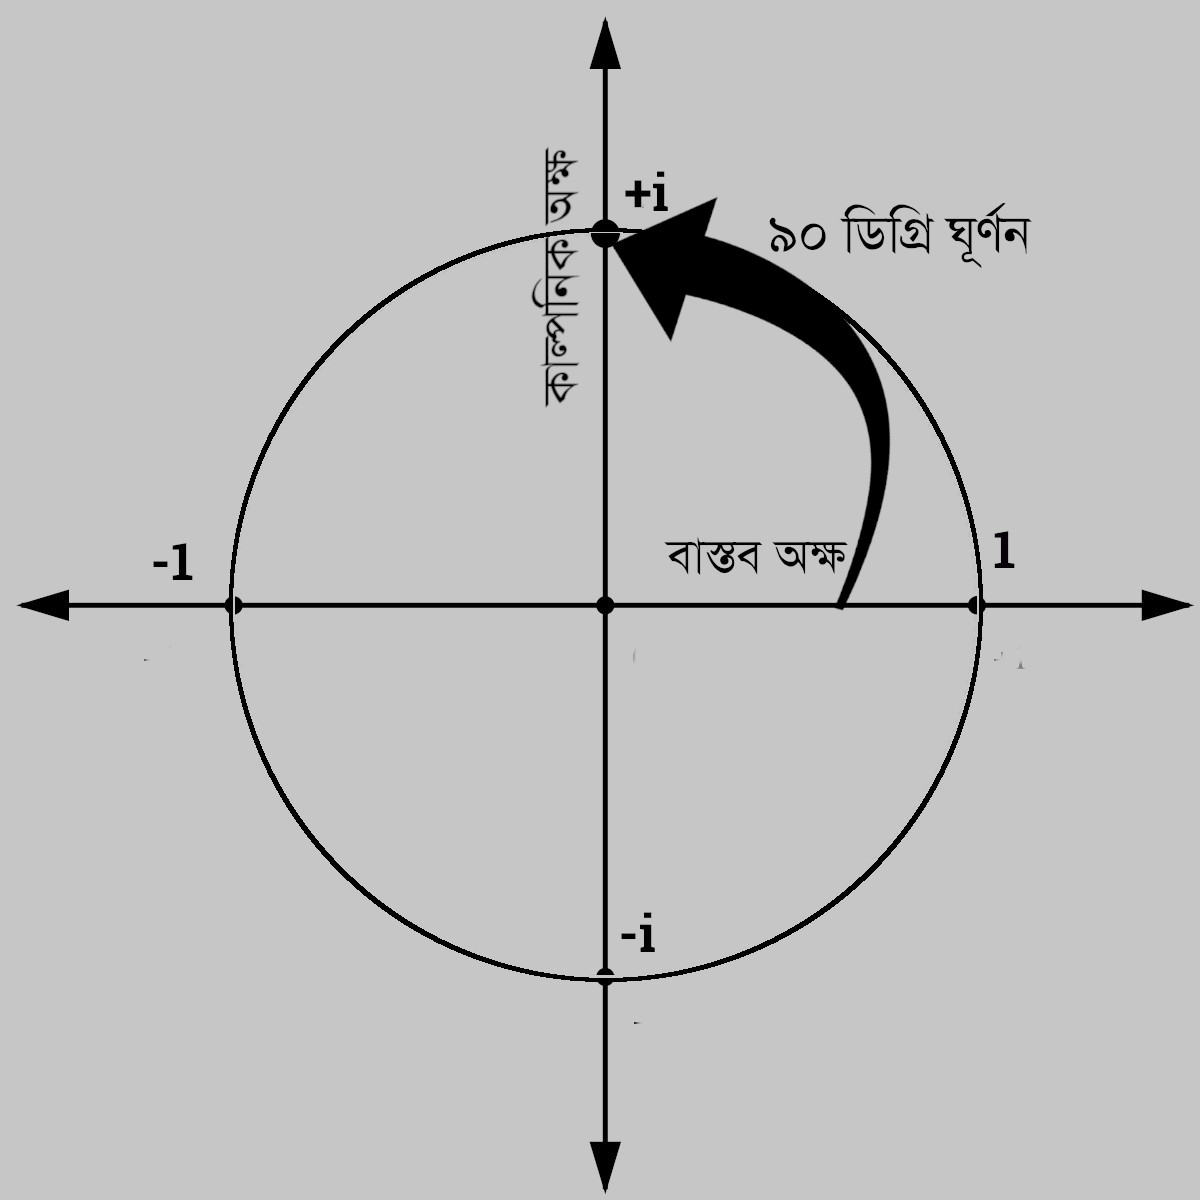 +i
৯০ ডিগ্রি ঘূর্ণন
কাল্পনিক অক্ষ
বাস্তব অক্ষ
-1
1
-i